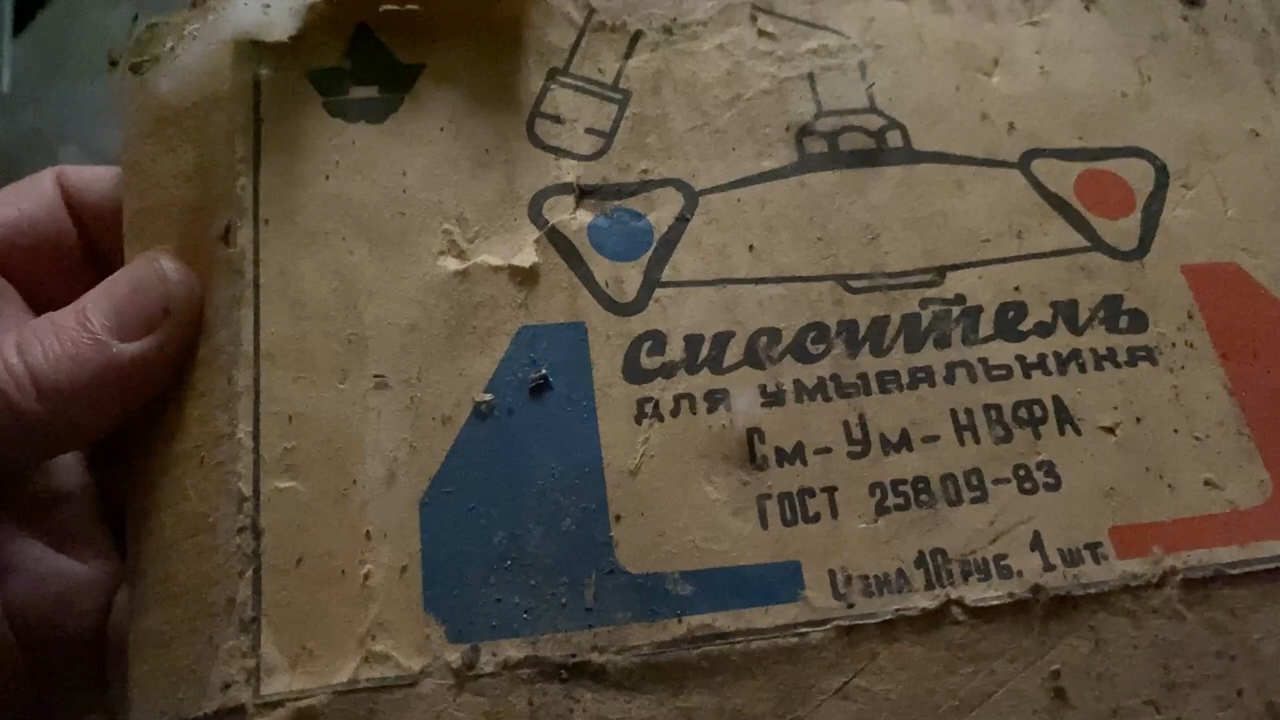 смеситель
для умывальника
См-Ум-НВФА
ГОСТ 25809-83
Цена 10 руб. 1 шт.